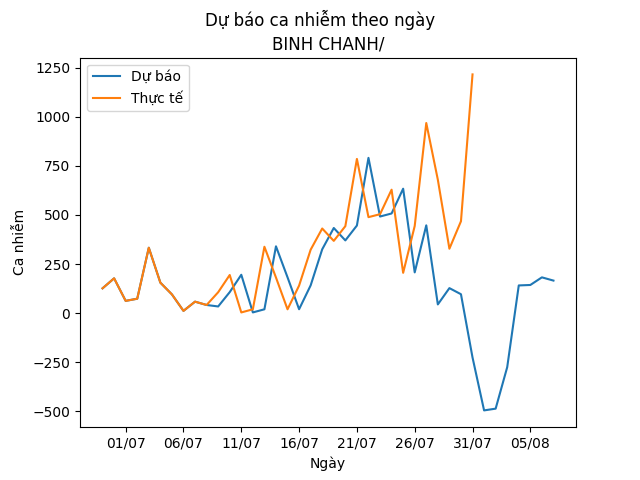 Dự báo ca nhiễm theo ngày
BINH CHANH/
Dự báo
Thực tế
Ca nhiễm
1250
1000
750
500
250
0
−250
−500
01/07
06/07
11/07
16/07
21/07
26/07
31/07
05/08
Ngày